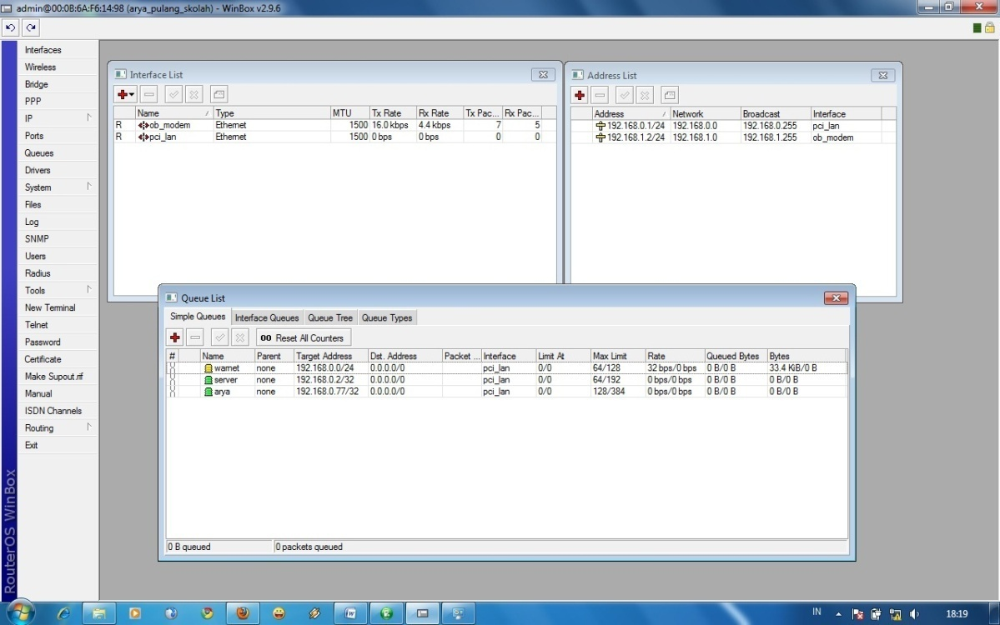 admin@00:0B:6A:F6:14:98 (arya_pulang_skolah) - WinBox v2.9.6
Interfaces
Wireless
Bridge
PPP
IP
Ports
Queues
Drivers
System
Files
Log
SNMP
Users
Radius
Tools
New Terminal
Telnet
Password
Certificate
Make Supout.rif
Manual
ISDN Channels
Routing
Exit
RouterOS WinBox
Interface List
Name / Type MTU Tx Rate Rx Rate Tx Pac... Rx Pac...
R ob_modem Ethernet 1500 16.0 kbps 4.4 kbps 7 5
R pci_lan Ethernet 1500 0 bps 0 bps 0 0
Address List
Address / Network Broadcast Interface
192.168.0.1/24 192.168.0.0 192.168.0.255 pci_lan
192.168.1.2/24 192.168.1.0 192.168.1.255 ob_modem
Queue List
Simple Queues Interface Queues Queue Tree Queue Types
00 Reset All Counters
# Name Parent Target Address Dst. Address Packet ... Interface Limit At Max Limit Rate Queued Bytes Bytes
0 warnet none 192.168.0.0/24 0.0.0.0/0 pci_lan 0/0 64/128 32 bps/0 bps 0 B/0 B 33.4 KiB/0 B
server none 192.168.0.2/32 0.0.0.0/0 pci_lan 0/0 64/192 0 bps/0 bps 0 B/0 B 0 B/0 B
arya none 192.168.0.77/32 0.0.0.0/0 pci_lan 0/0 128/384 0 bps/0 bps 0 B/0 B 0 B/0 B
0 B queued 0 packets queued
IN 18:19